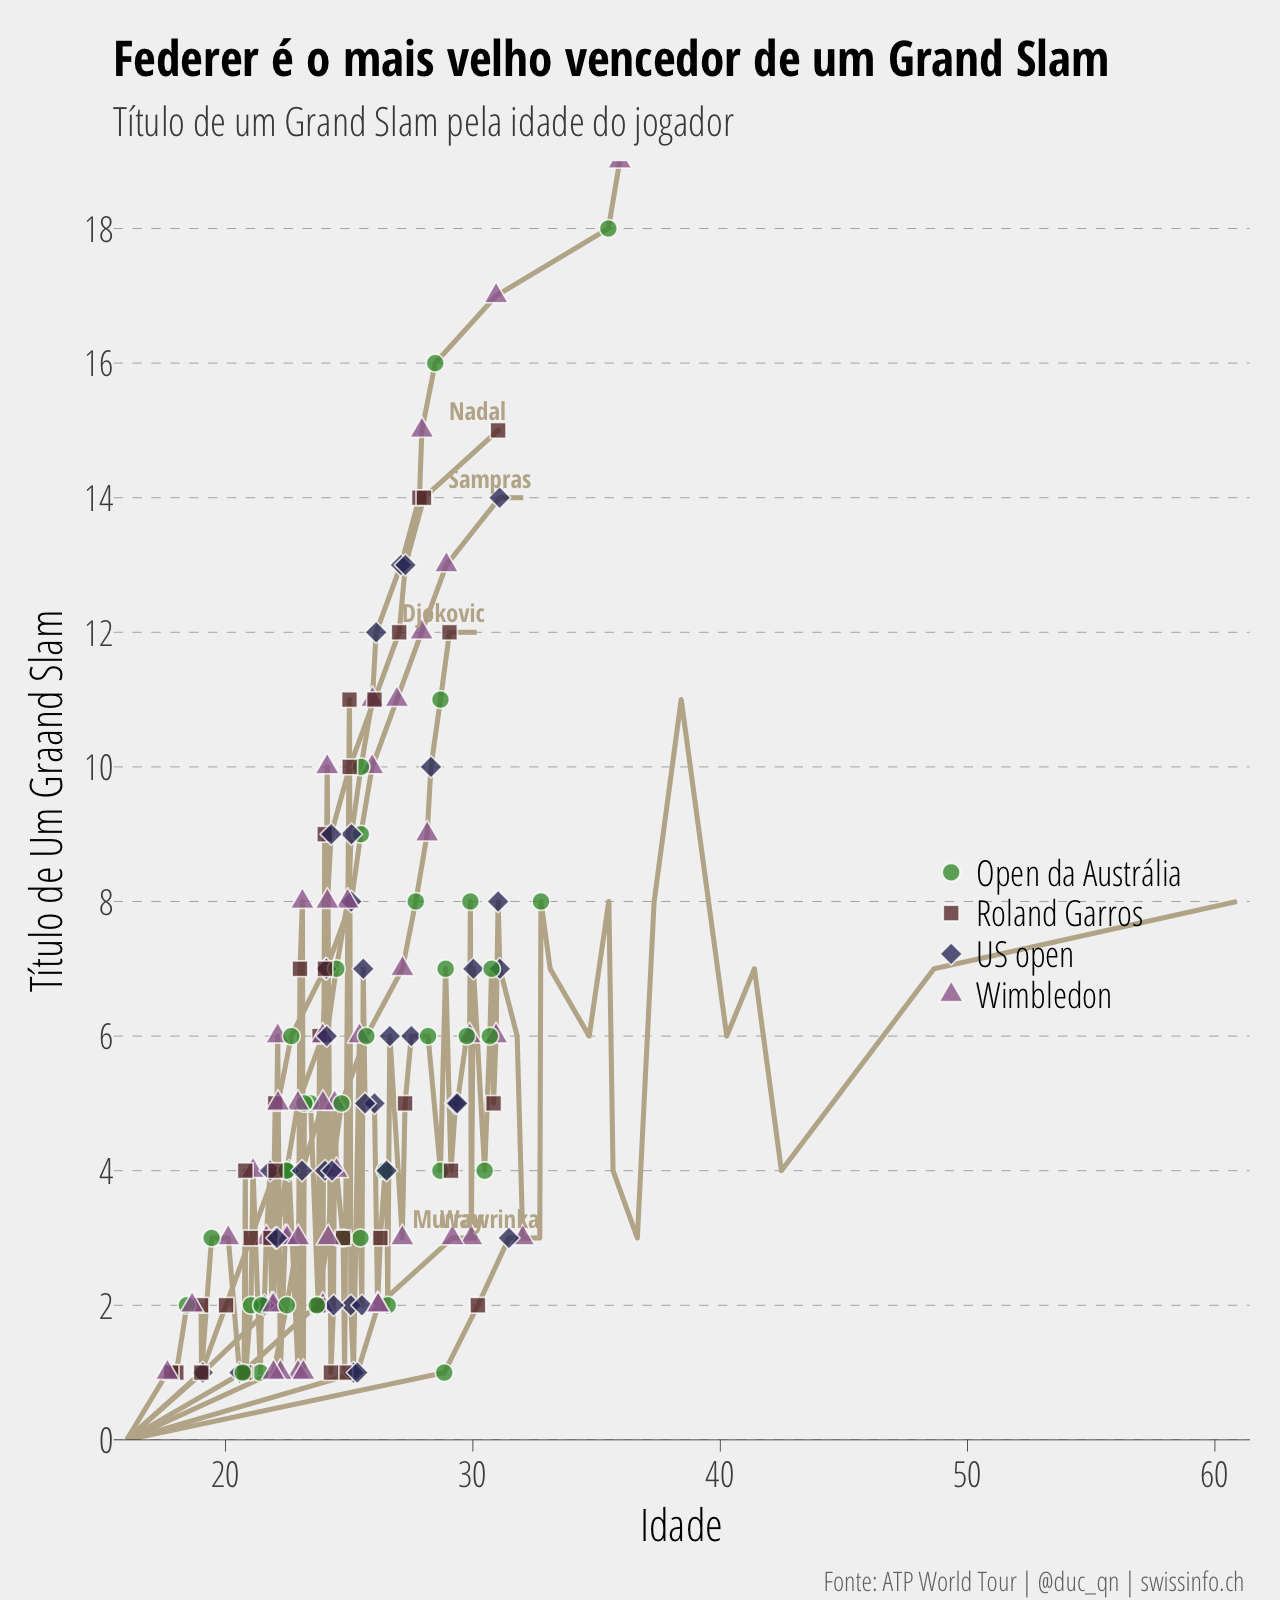 Federer é o mais velho vencedor de um Grand Slam
Título de um Grand Slam pela idade do jogador
Título de Um Graand Slam
18
16
14
12
10
8
6
4
2
0
Nadal
Sampras
Djokovic
Murray
Wawrinka
Open da Austrália
Roland Garros
US open
Wimbledon
20
30
40
50
60
Idade
Fonte: ATP World Tour | @duc_qn | swissinfo.ch